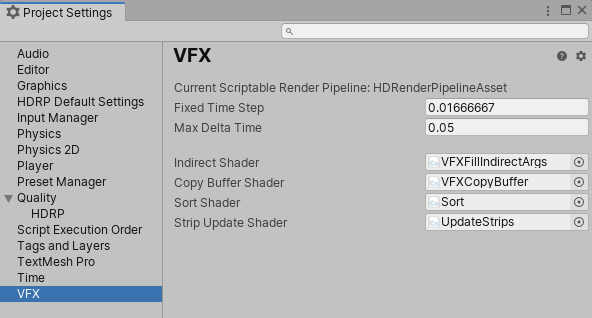 Project Settings
Audio
Editor
Graphics
HDRP Default Settings
Input Manager
Physics
Physics 2D
Player
Preset Manager
Quality
HDRP
Script Execution Order
Tags and Layers
TextMesh Pro
Time
VFX
VFX
Current Scriptable Render Pipeline: HDRenderPipelineAsset
Fixed Time Step 0.01666667
Max Delta Time 0.05
Indirect Shader VFXFillIndirectArgs
Copy Buffer Shader VFXCopyBuffer
Sort Shader Sort
Strip Update Shader UpdateStrips